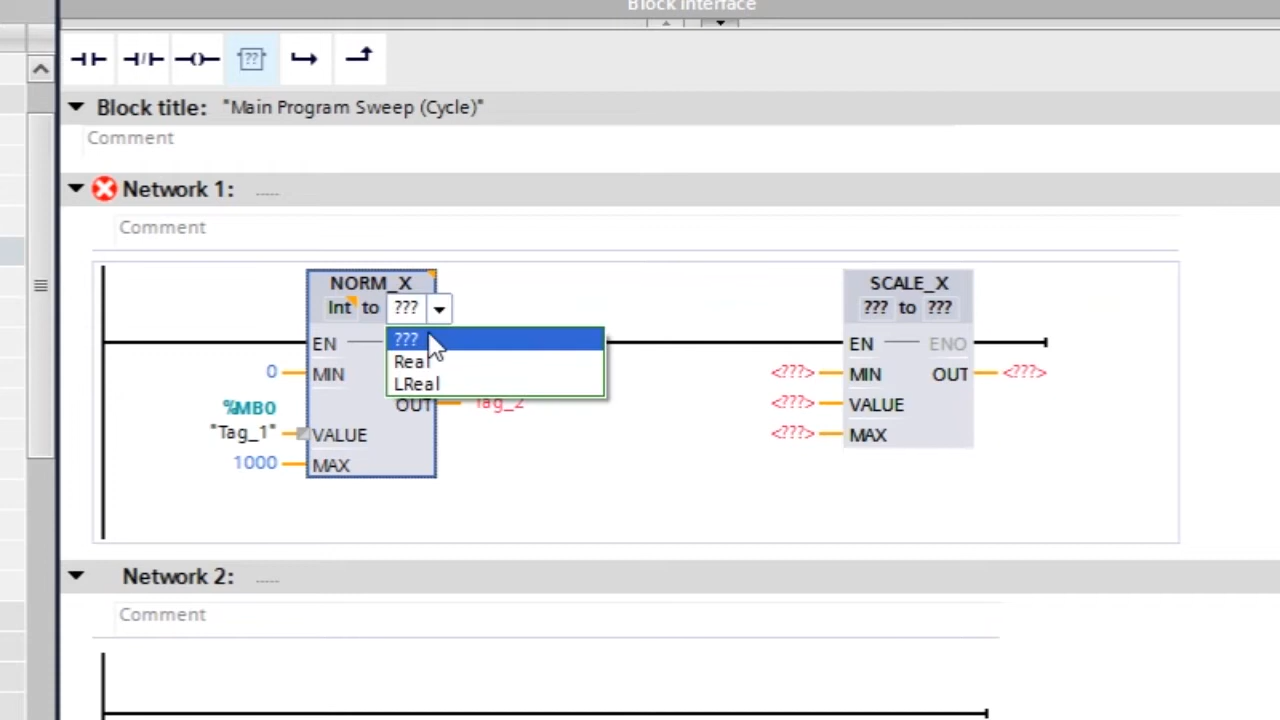 Block interface
??
Block title: "Main Program Sweep (Cycle)"
Comment
Network 1: .....
Comment
NORM_X
Int to ???
SCALE_X
??? to ???
EN
???
Real
LReal
EN ENO
0 MIN
<???> MIN OUT <???>
%MB0
"Tag_1" VALUE
OUT Tag_2
<???> VALUE
<???> MAX
1000 MAX
Network 2: .....
Comment